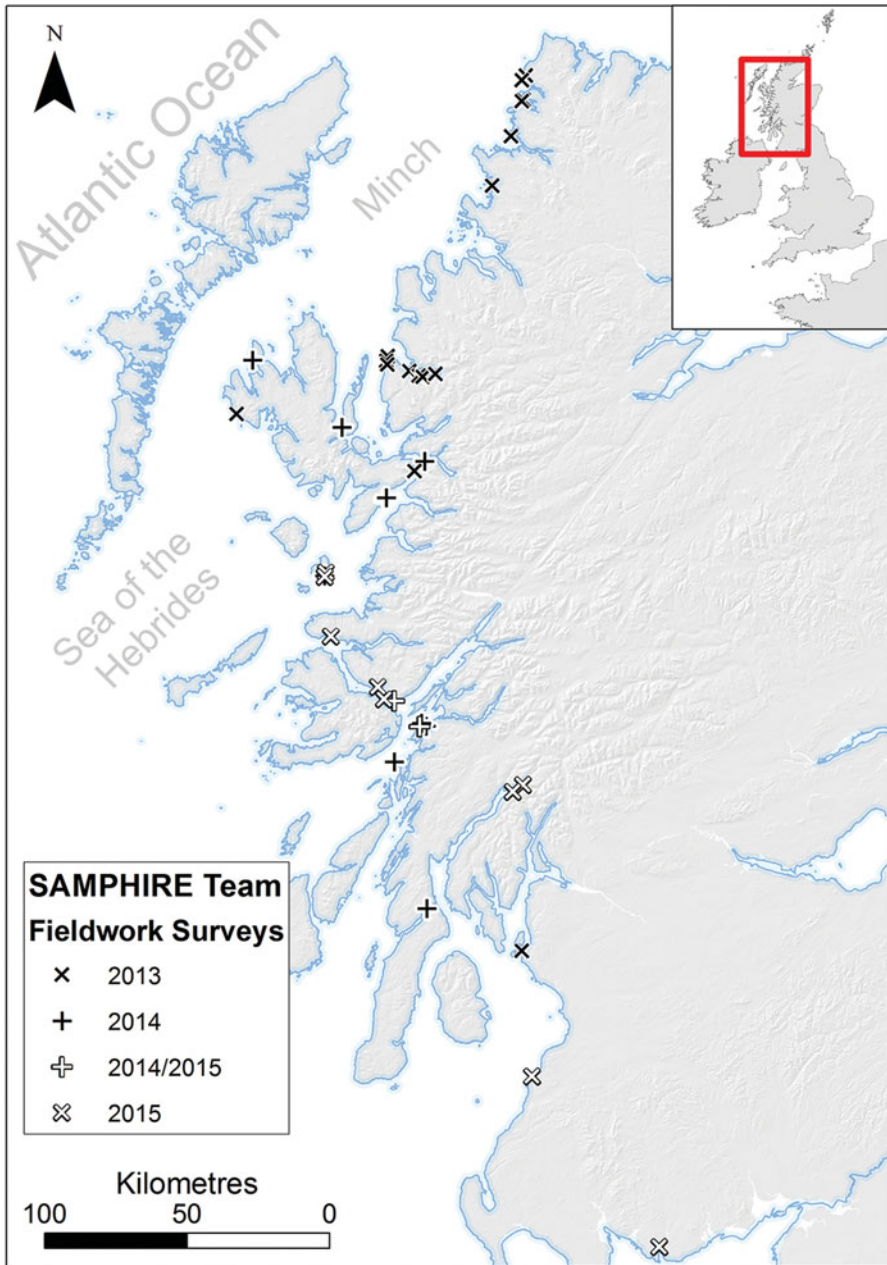 N
Atlantic Ocean
Minch
Sea of the
Hebrides
SAMPHIRE Team
Fieldwork Surveys
2013
2014
2014/2015
2015
Kilometres
100 50 0